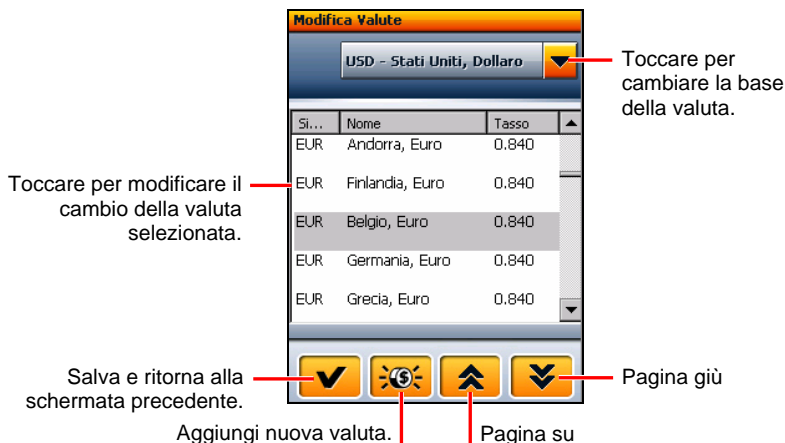 Modifica Valute
USD - Stati Uniti, Dollaro
Toccare per
cambiare la base
della valuta.
Si... Nome Tasso
EUR Andorra, Euro 0.840
EUR Finlandia, Euro 0.840
EUR Belgio, Euro 0.840
EUR Germania, Euro 0.840
EUR Grecia, Euro 0.840
Toccare per modificare il
cambio della valuta
selezionata.
Salva e ritorna alla
schermata precedente.
Pagina giù
Aggiungi nuova valuta.
Pagina su